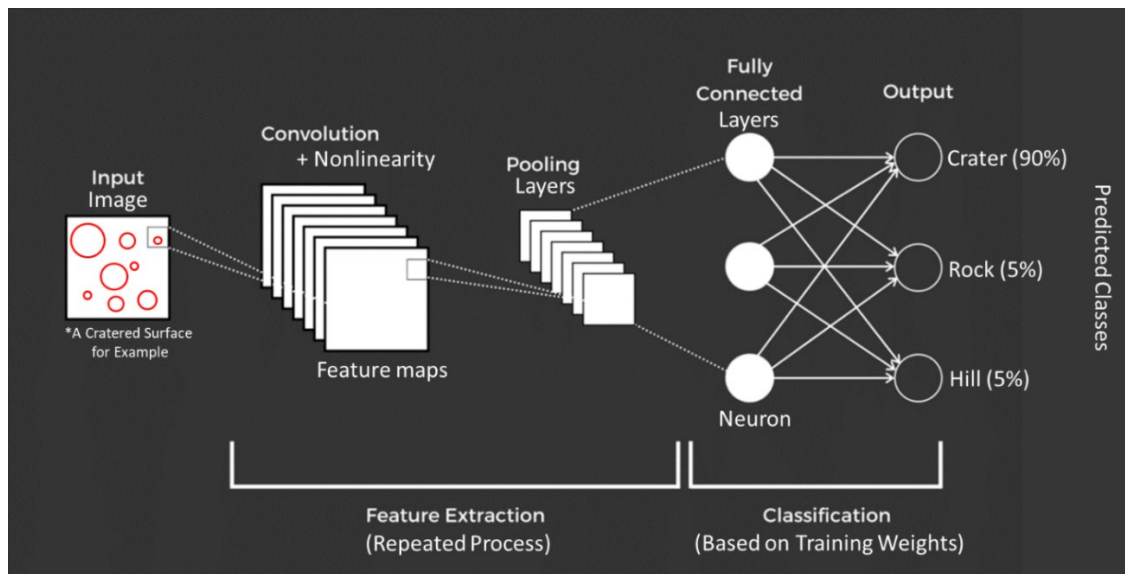 Input
Image
*A Cratered Surface
for Example
Convolution
+ Nonlinearity
Feature maps
Pooling
Layers
Fully
Connected
Layers
Neuron
Output
Crater (90%)
Rock (5%)
Hill (5%)
Predicted Classes
Feature Extraction
(Repeated Process)
Classification
(Based on Training Weights)